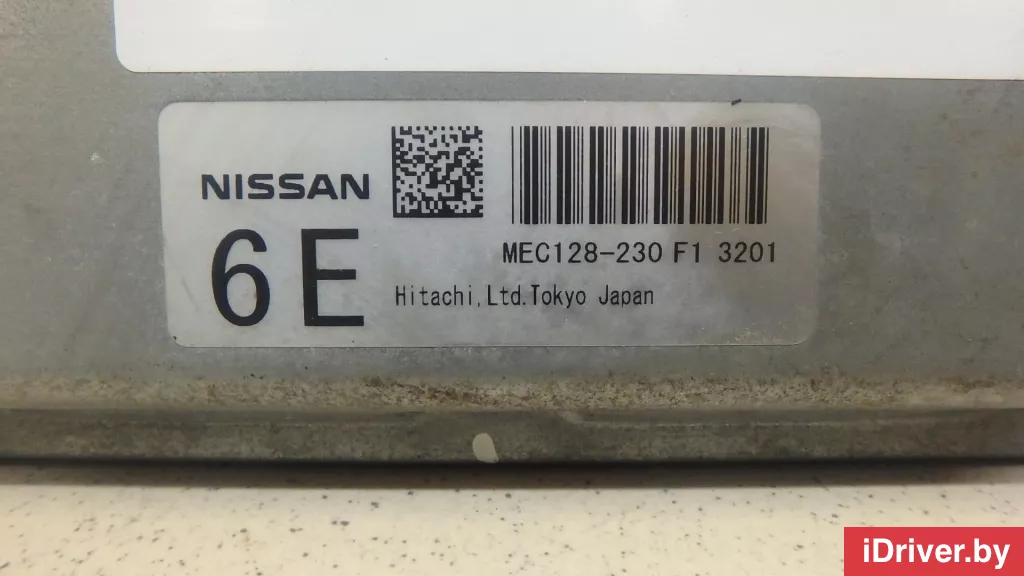 NISSAN
6E
MEC128-230 F1 3201
Hitachi,Ltd.Tokyo Japan
iDriver.by